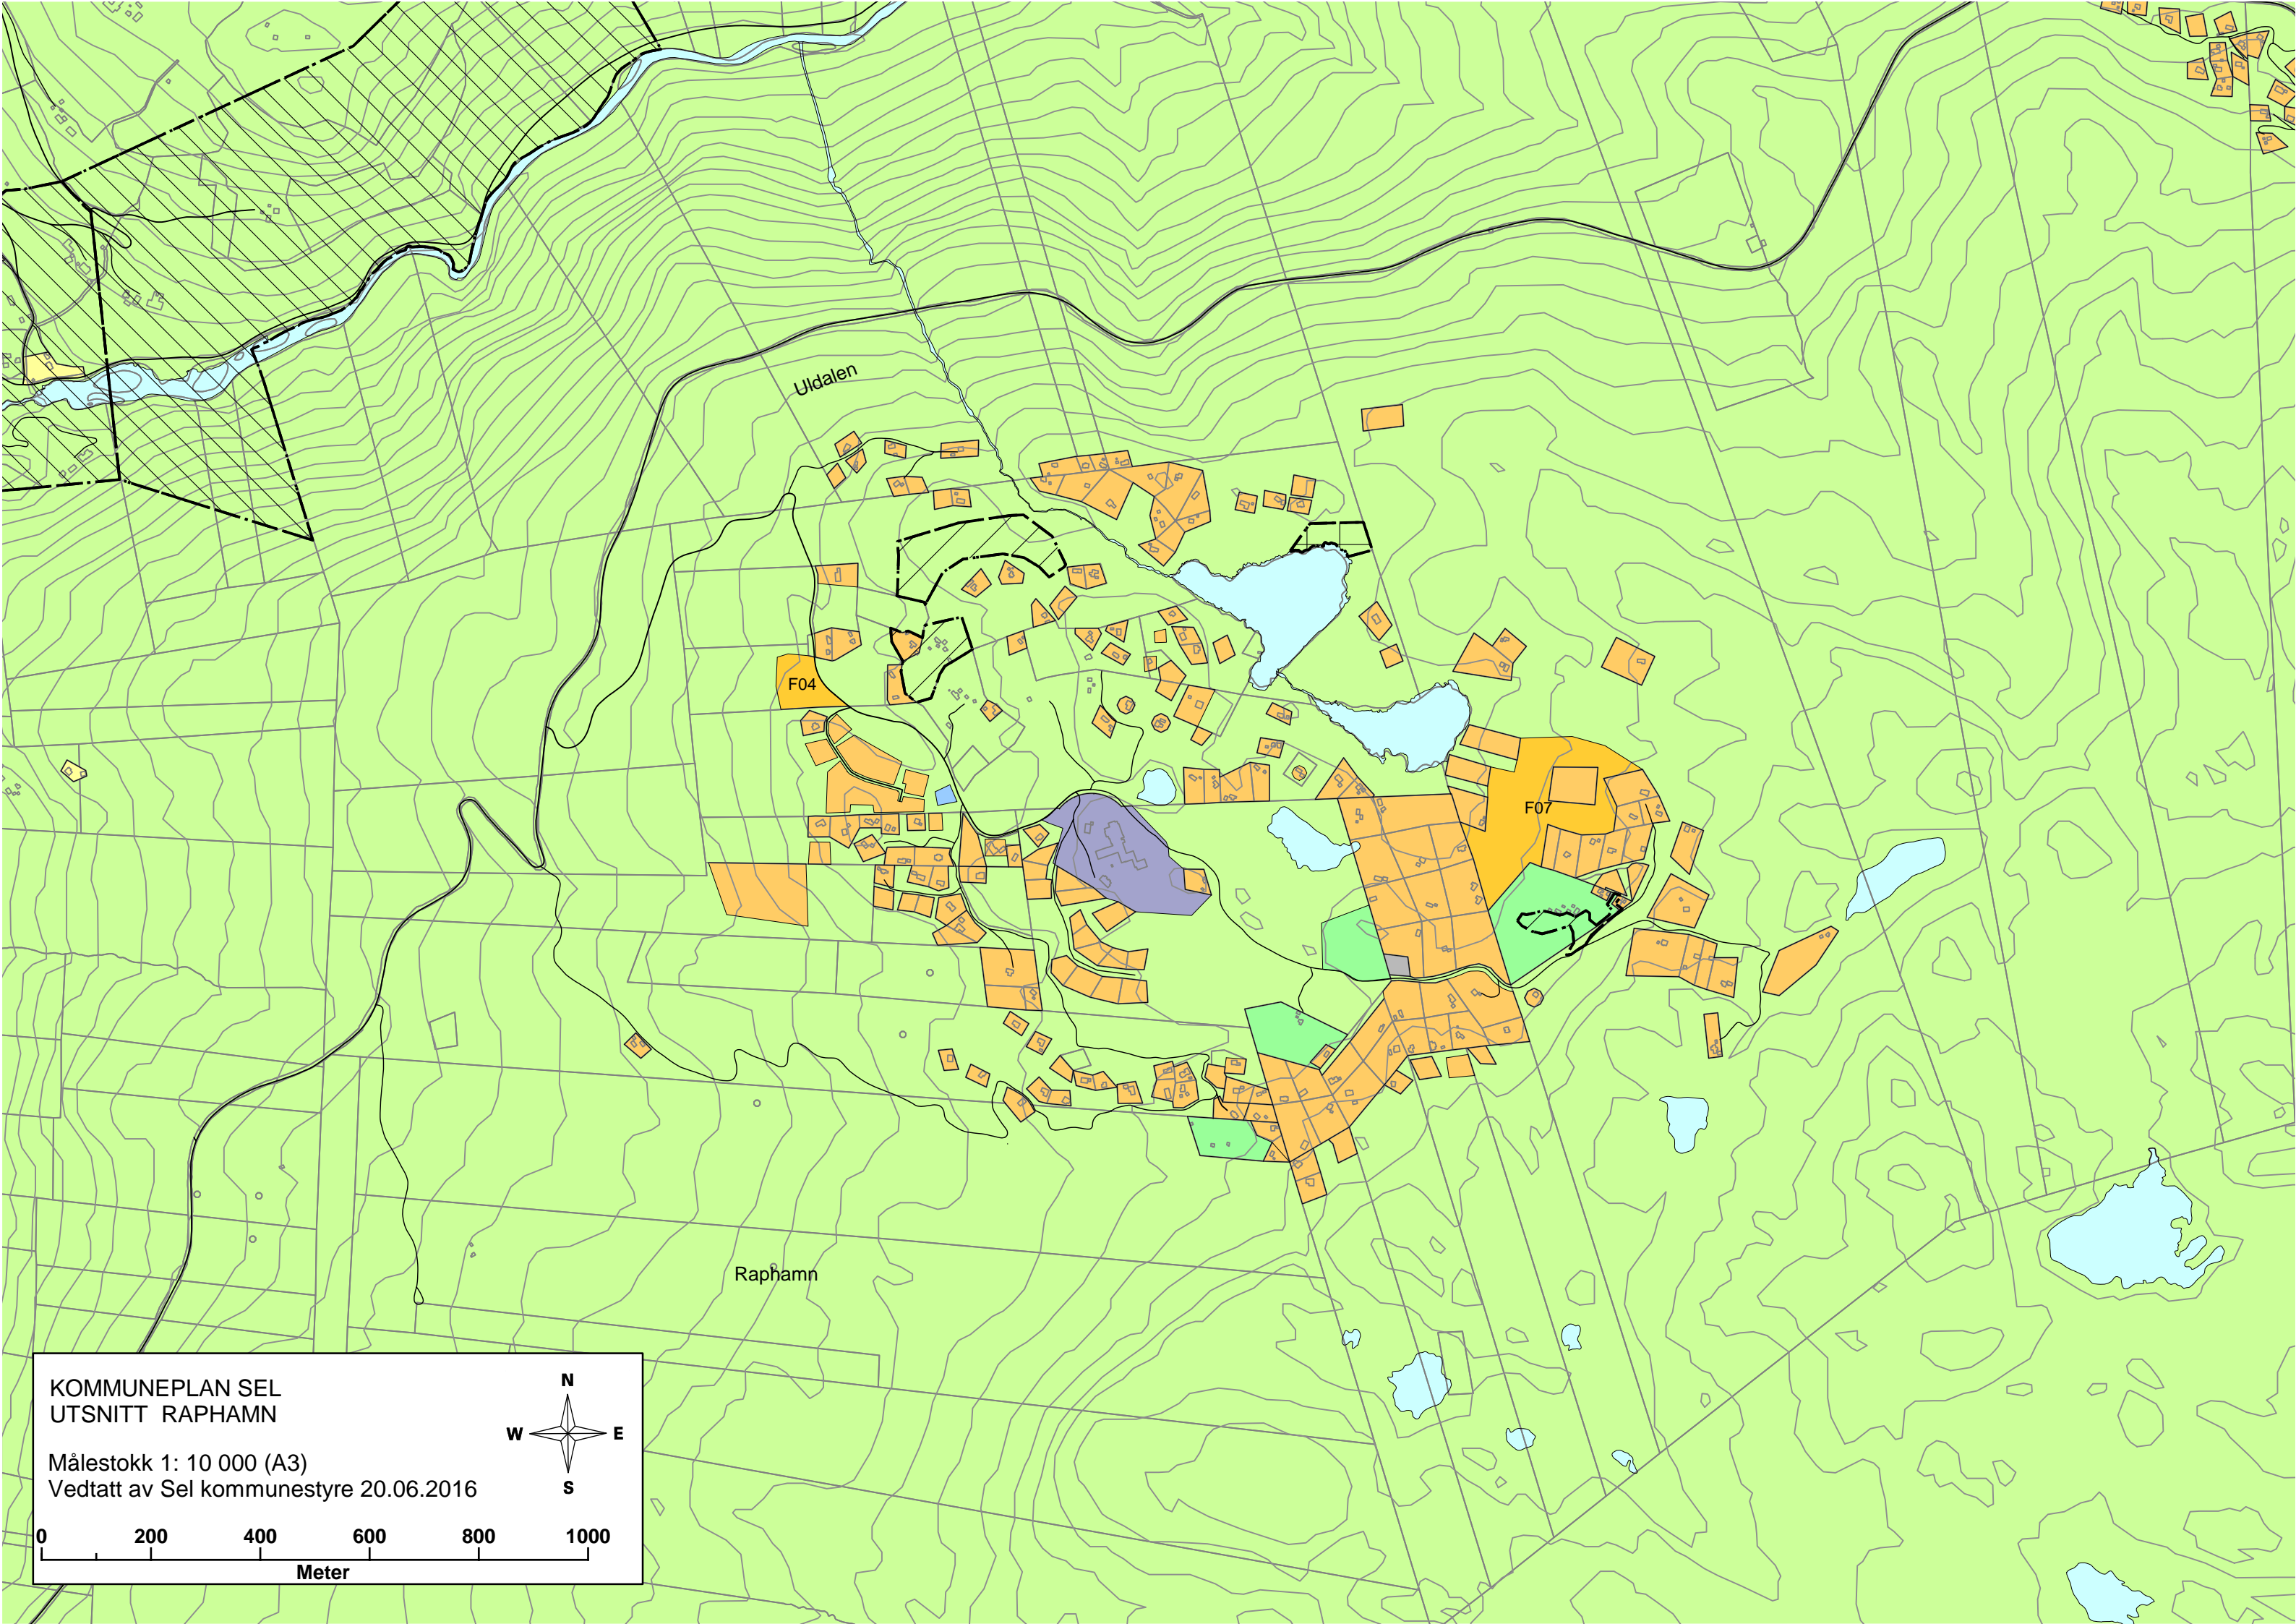 Uldalen
F04
F07
Raphamn
KOMMUNEPLAN SEL
UTSNITT RAPHAMN
Målestokk 1: 10 000 (A3)
Vedtatt av Sel kommunestyre 20.06.2016
N
W E
S
0 200 400 600 800 1000
Meter